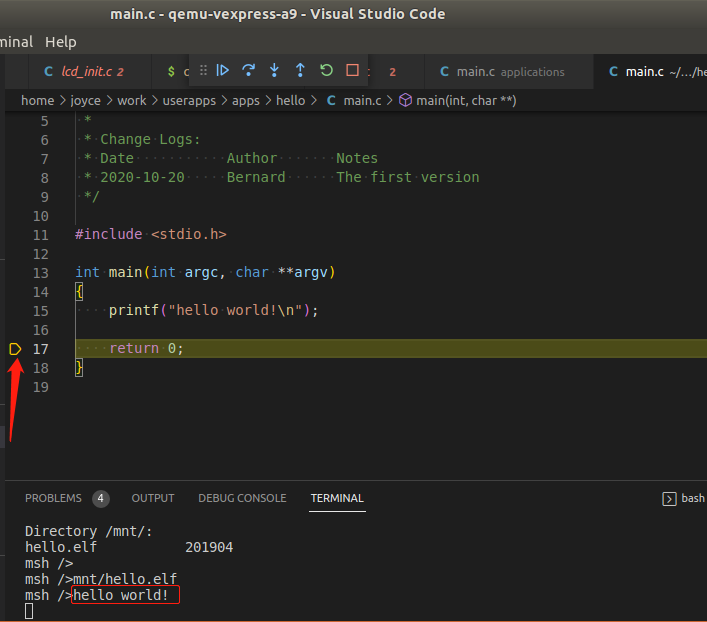 main.c - qemu-vexpress-a9 - Visual Studio Code
minal Help
C lcd_init.c 2 $ c 2 C main.c applications C main.c ~/.../he
home > joyce > work > userapps > apps > hello > C main.c > main(int, char **)
5 *
6 * Change Logs:
7 * Date Author Notes
8 * 2020-10-20 Bernard The first version
9 */
10
11 #include <stdio.h>
12
13 int main(int argc, char **argv)
14 {
15 printf("hello world!\n");
16
17 return 0;
18 }
19
PROBLEMS 4 OUTPUT DEBUG CONSOLE TERMINAL bash
Directory /mnt/:
hello.elf 201904
msh />
msh />mnt/hello.elf
msh />hello world!